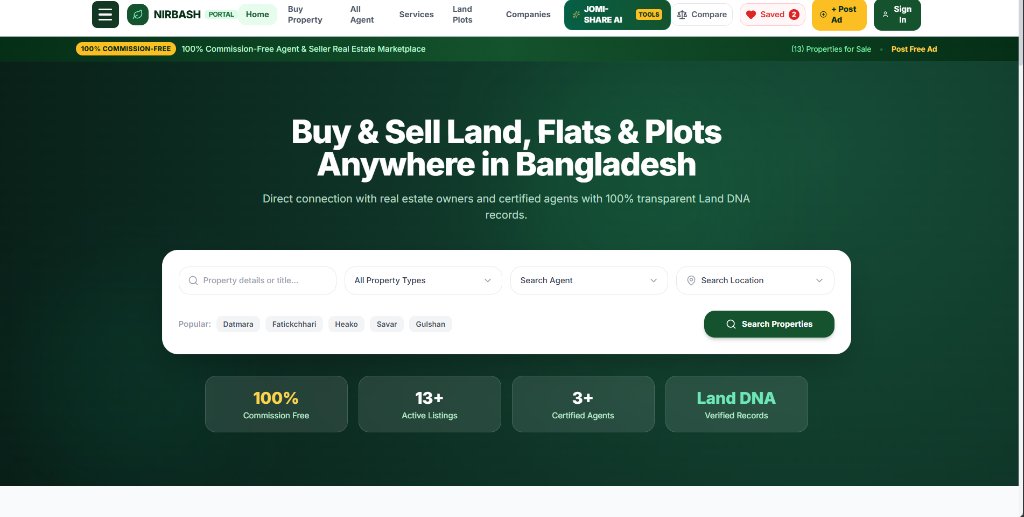 NIRBASH PORTAL
Home
Buy
Property
All
Agent
Services
Land
Plots
Companies
JOMI-
SHARE AI
TOOLS
Compare
Saved 2
+ Post
Ad
Sign
In
100% COMMISSION-FREE 100% Commission-Free Agent & Seller Real Estate Marketplace
(13) Properties for Sale • Post Free Ad
Buy & Sell Land, Flats & Plots
Anywhere in Bangladesh
Direct connection with real estate owners and certified agents with 100% transparent Land DNA
records.
Property details or title...
All Property Types
Search Agent
Search Location
Popular: Datmara Fatickchhari Heako Savar Gulshan
Search Properties
100%
Commission Free
13+
Active Listings
3+
Certified Agents
Land DNA
Verified Records